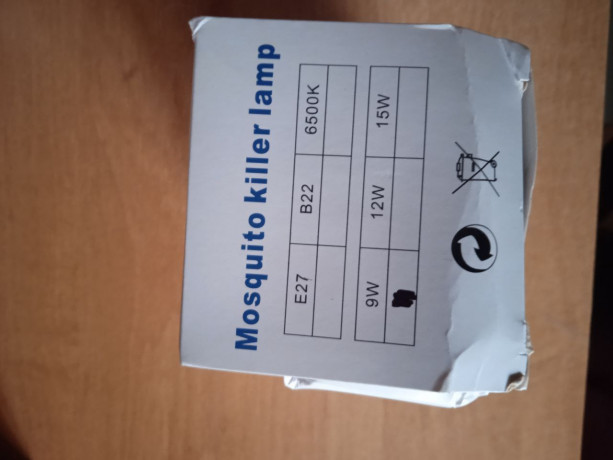 Mosquito killer lamp
E27 B22 6500K
9W 12W 15W